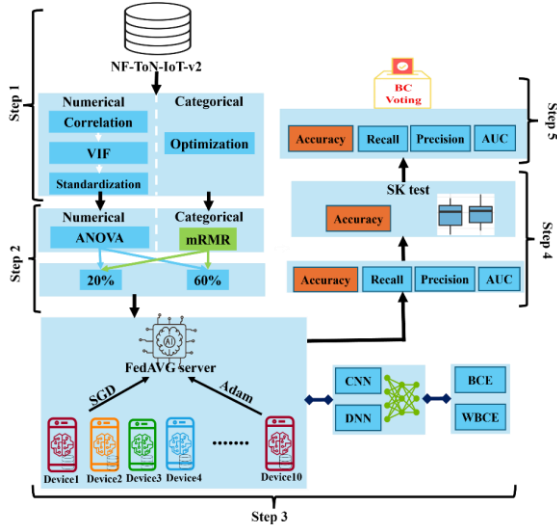 NF-ToN-IoT-v2
Step 1
Numerical
Categorical
Correlation
VIF
Standardization
Optimization
Step 2
Numerical
Categorical
ANOVA
mRMR
20%
60%
AI
FedAVG server
SGD
Adam
Device1
Device2
Device3
Device4
Device10
Step 3
CNN
DNN
BCE
WBCE
Accuracy
Recall
Precision
AUC
Step 4
SK test
Accuracy
Accuracy
Recall
Precision
AUC
Step 5
BC
Voting